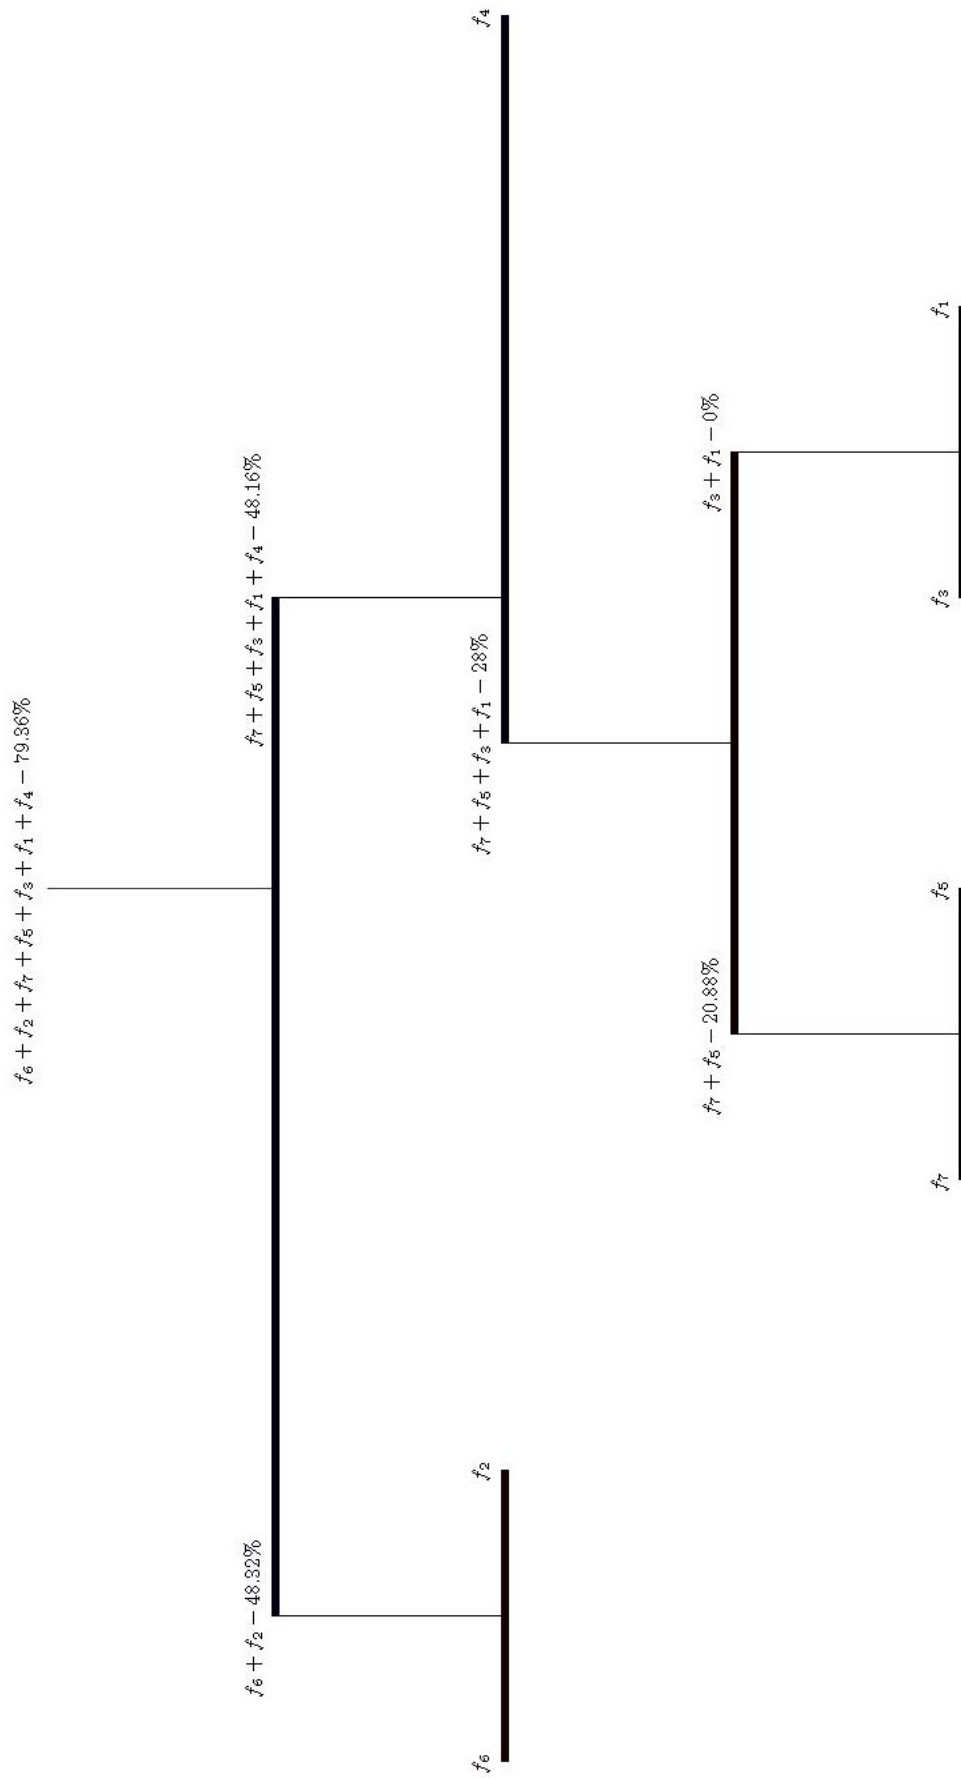 f₆ + f₂ + f₇ + f₅ + f₃ + f₁ + f₄ − 79.36%
f₆ + f₂ − 48.32%
f₇ + f₅ + f₃ + f₁ + f₄ − 48.16%
f₆
f₂
f₇ + f₅ + f₃ + f₁ − 28%
f₄
f₇ + f₅ − 20.88%
f₃ + f₁ − 0%
f₇
f₅
f₃
f₁